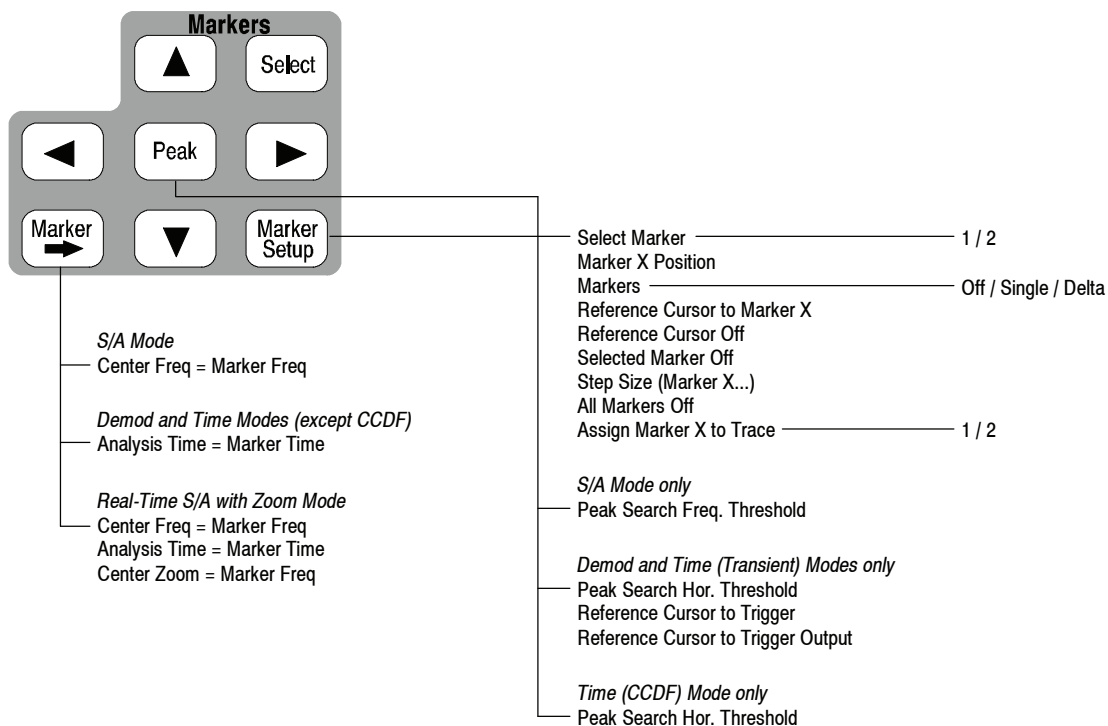 Markers
Select
Peak
Marker
Marker
Setup
S/A Mode
Center Freq = Marker Freq
Demod and Time Modes (except CCDF)
Analysis Time = Marker Time
Real-Time S/A with Zoom Mode
Center Freq = Marker Freq
Analysis Time = Marker Time
Center Zoom = Marker Freq
Select Marker 1 / 2
Marker X Position
Markers Off / Single / Delta
Reference Cursor to Marker X
Reference Cursor Off
Selected Marker Off
Step Size (Marker X...)
All Markers Off
Assign Marker X to Trace 1 / 2
S/A Mode only
Peak Search Freq. Threshold
Demod and Time (Transient) Modes only
Peak Search Hor. Threshold
Reference Cursor to Trigger
Reference Cursor to Trigger Output
Time (CCDF) Mode only
Peak Search Hor. Threshold